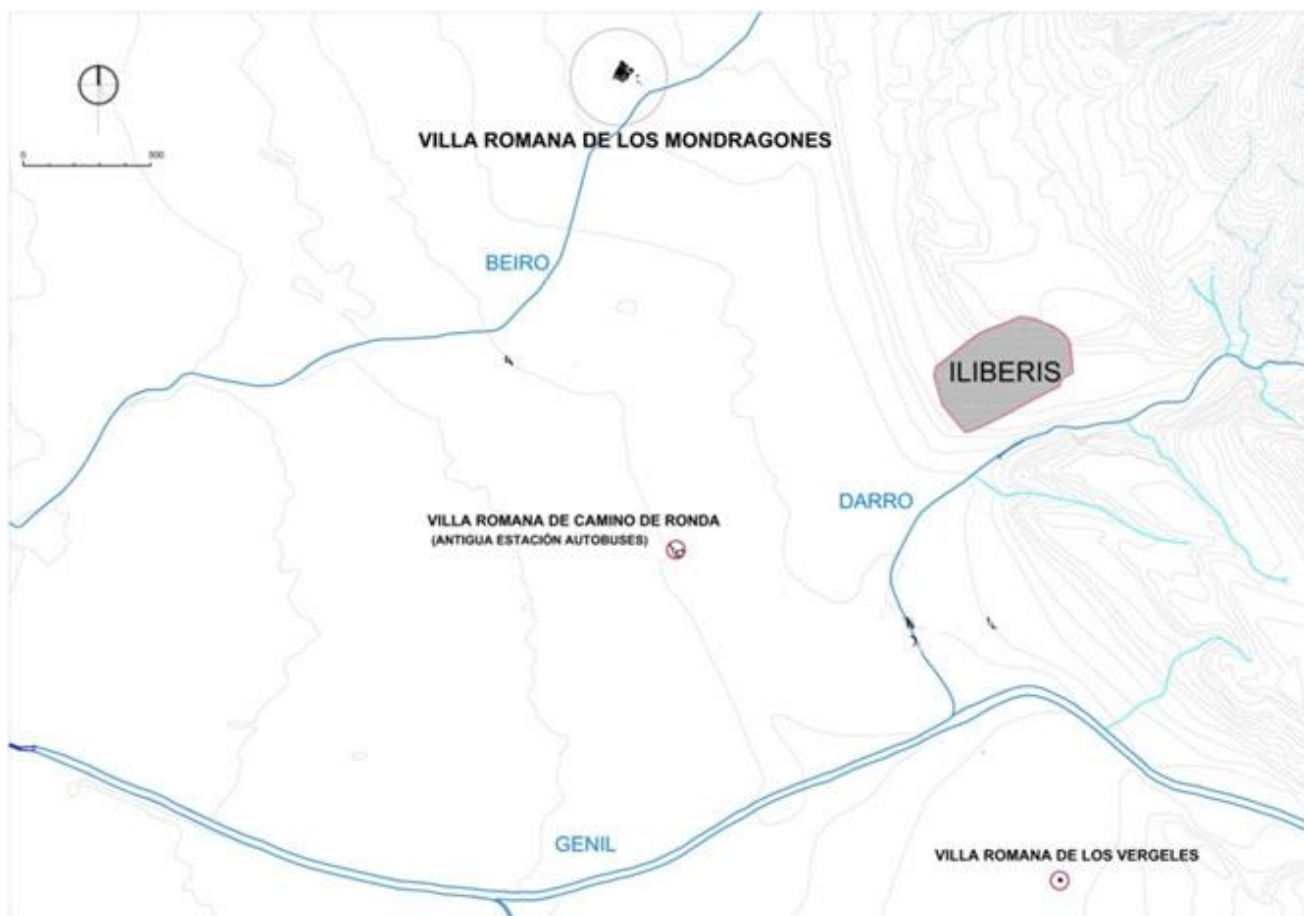 0 500
VILLA ROMANA DE LOS MONDRAGONES
BEIRO
ILIBERIS
DARRO
VILLA ROMANA DE CAMINO DE RONDA
(ANTIGUA ESTACIÓN AUTOBUSES)
GENIL
VILLA ROMANA DE LOS VERGELES